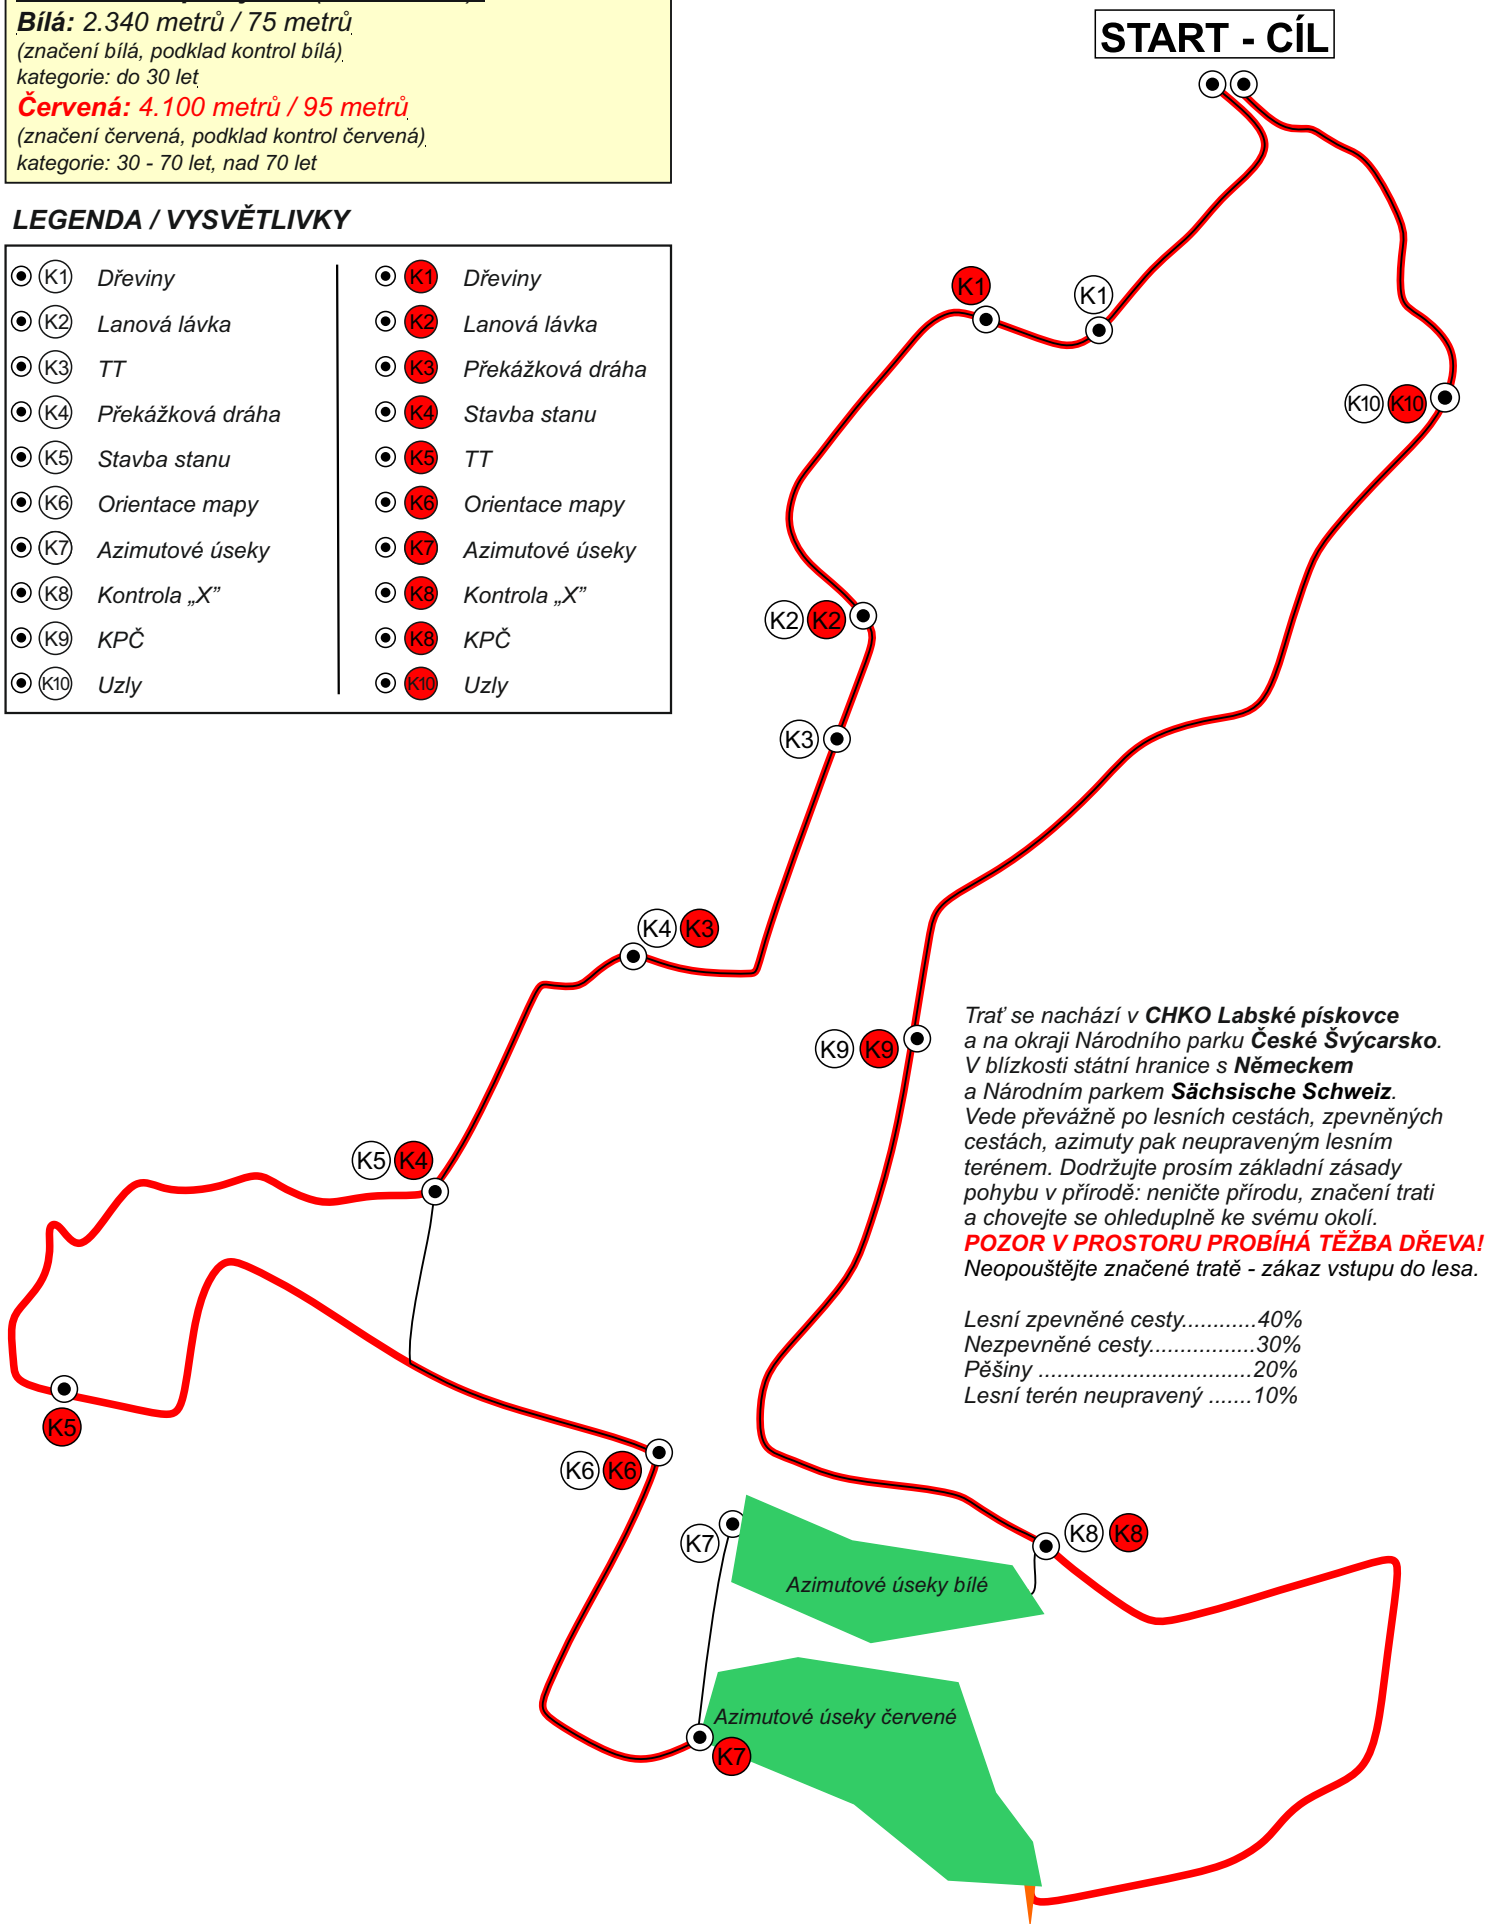 Bílá: 2.340 metrů / 75 metrů
(značení bílá, podklad kontrol bílá)
kategorie: do 30 let
Červená: 4.100 metrů / 95 metrů
(značení červená, podklad kontrol červená)
kategorie: 30 - 70 let, nad 70 let
START - CÍL
LEGENDA / VYSVĚTLIVKY
K1 Dřeviny
K2 Lanová lávka
K3 TT
K4 Překážková dráha
K5 Stavba stanu
K6 Orientace mapy
K7 Azimutové úseky
K8 Kontrola „X”
K9 KPČ
K10 Uzly
K1 Dřeviny
K2 Lanová lávka
K3 Překážková dráha
K4 Stavba stanu
K5 TT
K6 Orientace mapy
K7 Azimutové úseky
K8 Kontrola „X”
K8 KPČ
K10 Uzly
K1
K1
K10 K10
K2 K2
K3
K4 K3
K9 K9
K5 K4
K5
K6 K6
K7
K8 K8
K7
Trať se nachází v CHKO Labské pískovce
a na okraji Národního parku České Švýcarsko.
V blízkosti státní hranice s Německem
a Národním parkem Sächsische Schweiz.
Vede převážně po lesních cestách, zpevněných
cestách, azimuty pak neupraveným lesním
terénem. Dodržujte prosím základní zásady
pohybu v přírodě: neničte přírodu, značení trati
a chovejte se ohleduplně ke svému okolí.
POZOR V PROSTORU PROBÍHÁ TĚŽBA DŘEVA!
Neopouštějte značené tratě - zákaz vstupu do lesa.
Lesní zpevněné cesty............40%
Nezpevněné cesty.................30%
Pěšiny ..................................20%
Lesní terén neupravený .......10%
Azimutové úseky bílé
Azimutové úseky červené